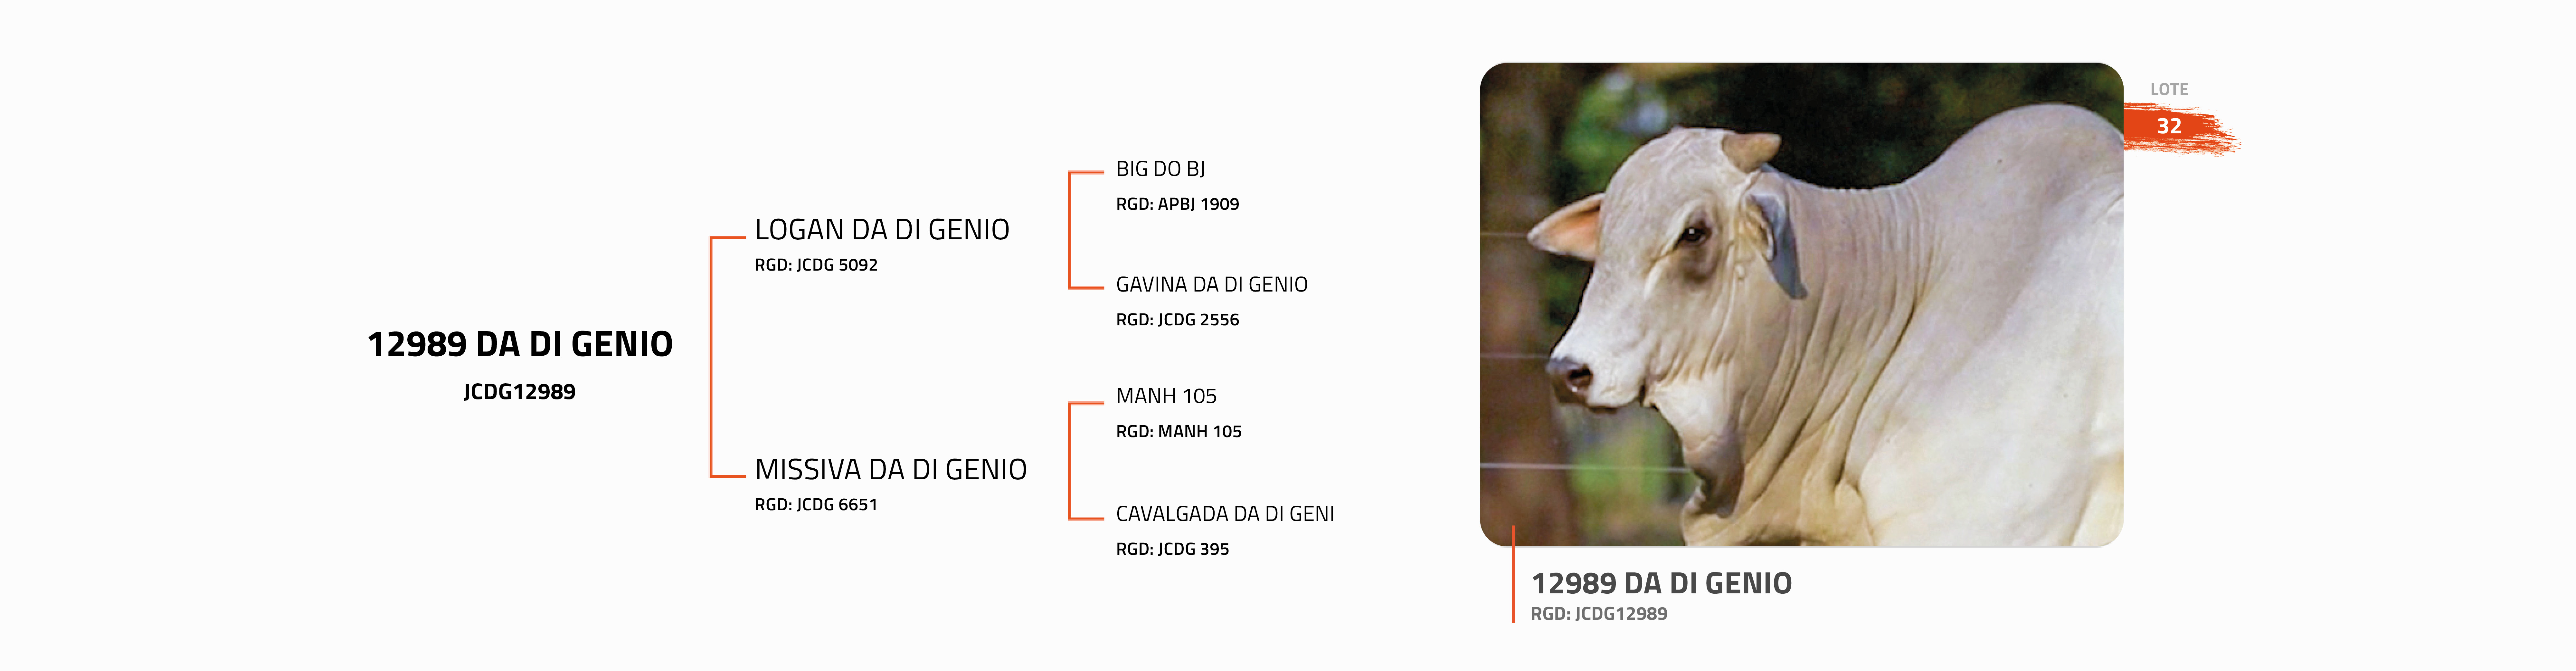 12989 DA DI GENIO
JCDG12989
LOGAN DA DI GENIO
RGD: JCDG 5092
MISSIVA DA DI GENIO
RGD: JCDG 6651
BIG DO BJ
RGD: APBJ 1909
GAVINA DA DI GENIO
RGD: JCDG 2556
MANH 105
RGD: MANH 105
CAVALGADA DA DI GENI
RGD: JCDG 395
LOTE
32
12989 DA DI GENIO
RGD: JCDG12989